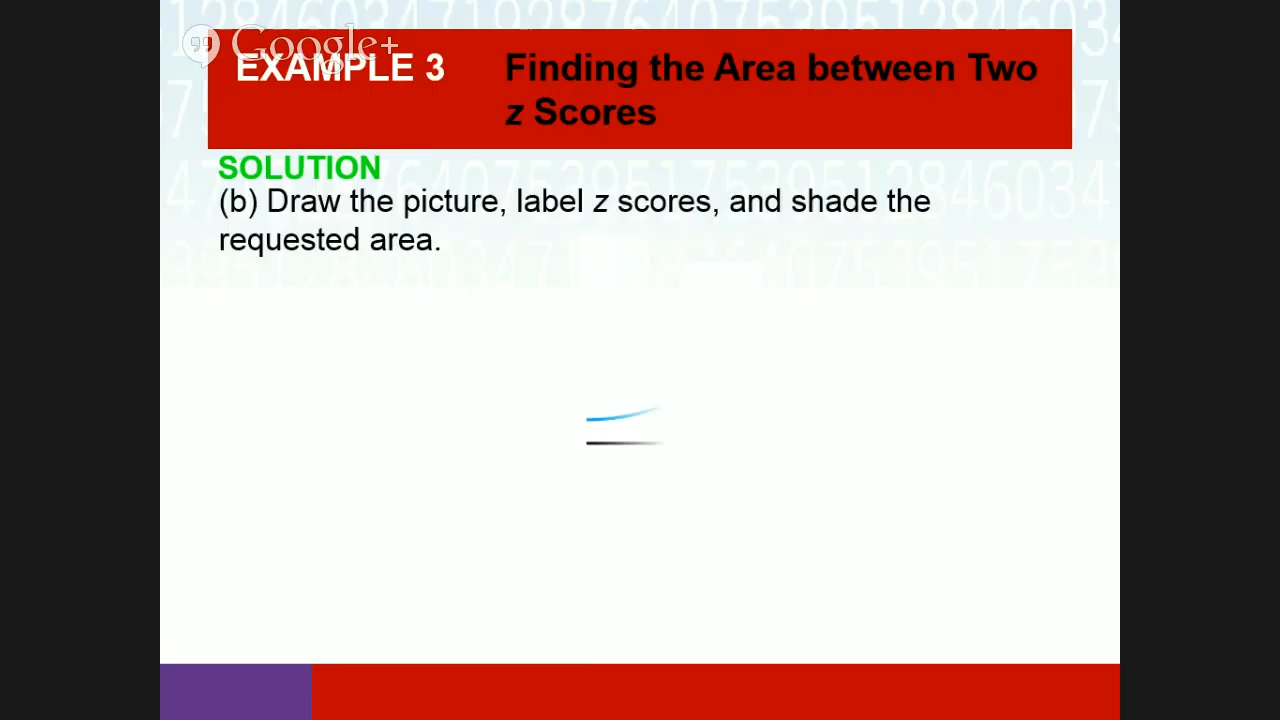 Google+
EXAMPLE 3
Finding the Area between Two
z Scores
SOLUTION
(b) Draw the picture, label z scores, and shade the
requested area.